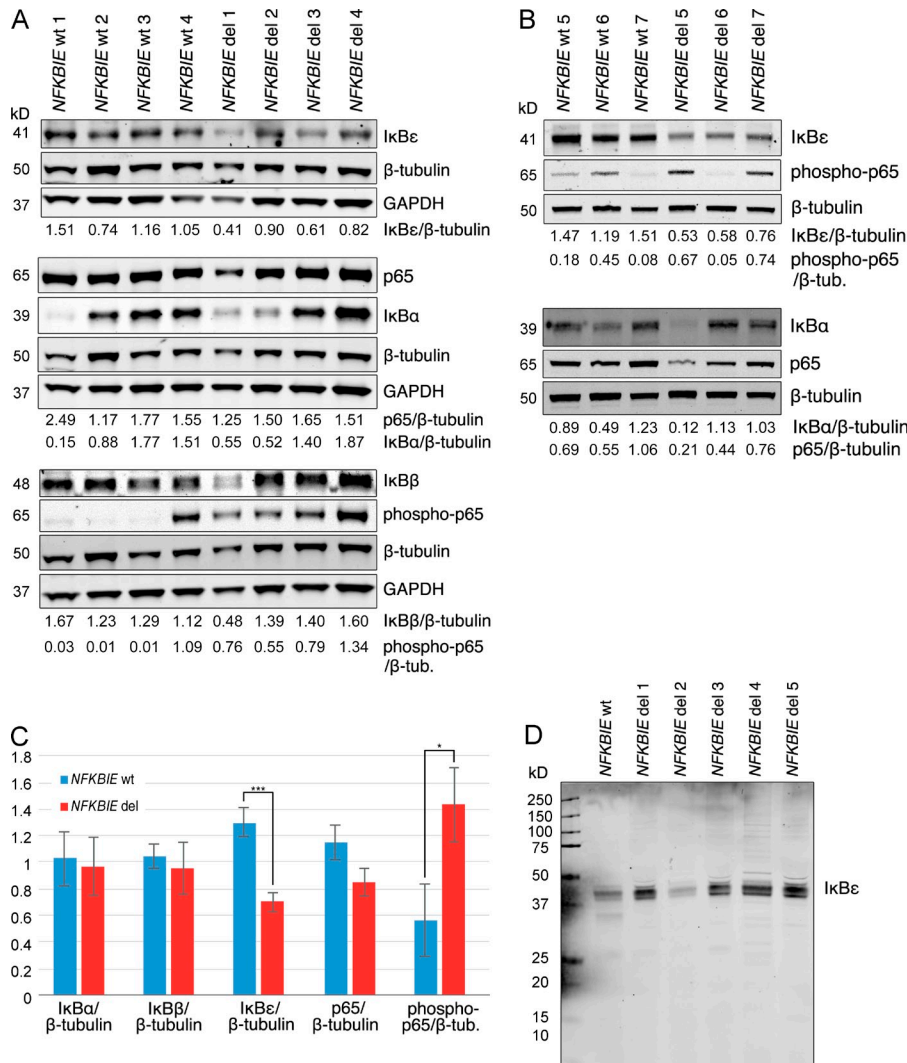 A
NFKBIE wt 1
NFKBIE wt 2
NFKBIE wt 3
NFKBIE wt 4
NFKBIE del 1
NFKBIE del 2
NFKBIE del 3
NFKBIE del 4
kD
41 IκBε
50 β-tubulin
37 GAPDH
1.51 0.74 1.16 1.05 0.41 0.90 0.61 0.82 IκBε/β-tubulin
65 p65
39 IκBα
50 β-tubulin
37 GAPDH
2.49 1.17 1.77 1.55 1.25 1.50 1.65 1.51 p65/β-tubulin
0.15 0.88 1.77 1.51 0.55 0.52 1.40 1.87 IκBα/β-tubulin
48 IκBβ
65 phospho-p65
50 β-tubulin
37 GAPDH
1.67 1.23 1.29 1.12 0.48 1.39 1.40 1.60 IκBβ/β-tubulin
0.03 0.01 0.01 1.09 0.76 0.55 0.79 1.34 phospho-p65
/β-tub.
B
NFKBIE wt 5
NFKBIE wt 6
NFKBIE wt 7
NFKBIE del 5
NFKBIE del 6
NFKBIE del 7
kD
41 IκBε
65 phospho-p65
50 β-tubulin
1.47 1.19 1.51 0.53 0.58 0.76 IκBε/β-tubulin
0.18 0.45 0.08 0.67 0.05 0.74 phospho-p65
/β-tub.
39 IκBα
65 p65
50 β-tubulin
0.89 0.49 1.23 0.12 1.13 1.03 IκBα/β-tubulin
0.69 0.55 1.06 0.21 0.44 0.76 p65/β-tubulin
C
1.8
1.6
1.4
1.2
1
0.8
0.6
0.4
0.2
0
NFKBIE wt
NFKBIE del
***
*
IκBα/
β-tubulin
IκBβ/
β-tubulin
IκBε/
β-tubulin
p65/
β-tubulin
phospho-
p65/β-tub.
D
NFKBIE wt
NFKBIE del 1
NFKBIE del 2
NFKBIE del 3
NFKBIE del 4
NFKBIE del 5
kD
250
150
100
75
50
37
25
20
15
10
IκBε